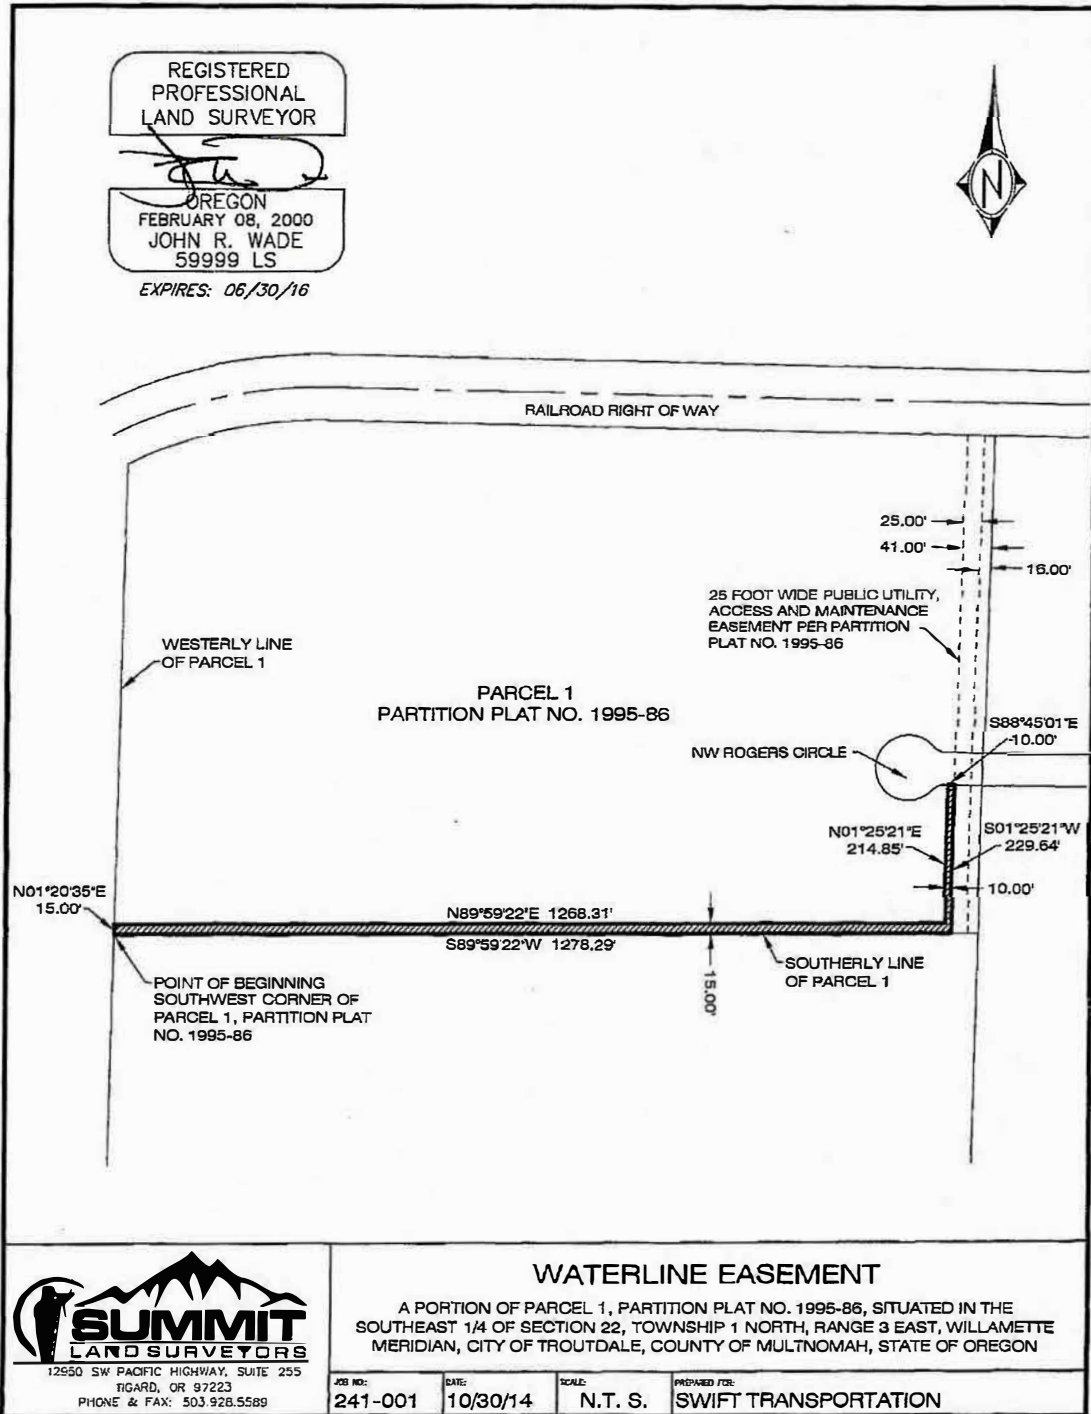 REGISTERED
PROFESSIONAL
LAND SURVEYOR
OREGON
FEBRUARY 08, 2000
JOHN R. WADE
59999 LS
EXPIRES: 06/30/16
N
RAILROAD RIGHT OF WAY
25.00'
41.00'
16.00'
25 FOOT WIDE PUBLIC UTILITY,
ACCESS AND MAINTENANCE
EASEMENT PER PARTITION
PLAT NO. 1995-86
WESTERLY LINE
OF PARCEL 1
PARCEL 1
PARTITION PLAT NO. 1995-86
S88°45'01"E
10.00'
NW ROGERS CIRCLE
N01°25'21"E
214.85'
S01°25'21"W
229.64'
10.00'
N01°20'35"E
15.00'
N89°59'22"E 1268.31'
S89°59'22"W 1278.29'
15.00'
SOUTHERLY LINE
OF PARCEL 1
POINT OF BEGINNING
SOUTHWEST CORNER OF
PARCEL 1, PARTITION PLAT
NO. 1995-86
SUMMIT
LAND SURVEYORS
12950 SW PACIFIC HIGHWAY, SUITE 255
TIGARD, OR 97223
PHONE & FAX: 503.928.5589
WATERLINE EASEMENT
A PORTION OF PARCEL 1, PARTITION PLAT NO. 1995-86, SITUATED IN THE
SOUTHEAST 1/4 OF SECTION 22, TOWNSHIP 1 NORTH, RANGE 3 EAST, WILLAMETTE
MERIDIAN, CITY OF TROUTDALE, COUNTY OF MULTNOMAH, STATE OF OREGON
JOB NO.:
241-001
DATE:
10/30/14
SCALE:
N.T.S.
PREPARED FOR:
SWIFT TRANSPORTATION